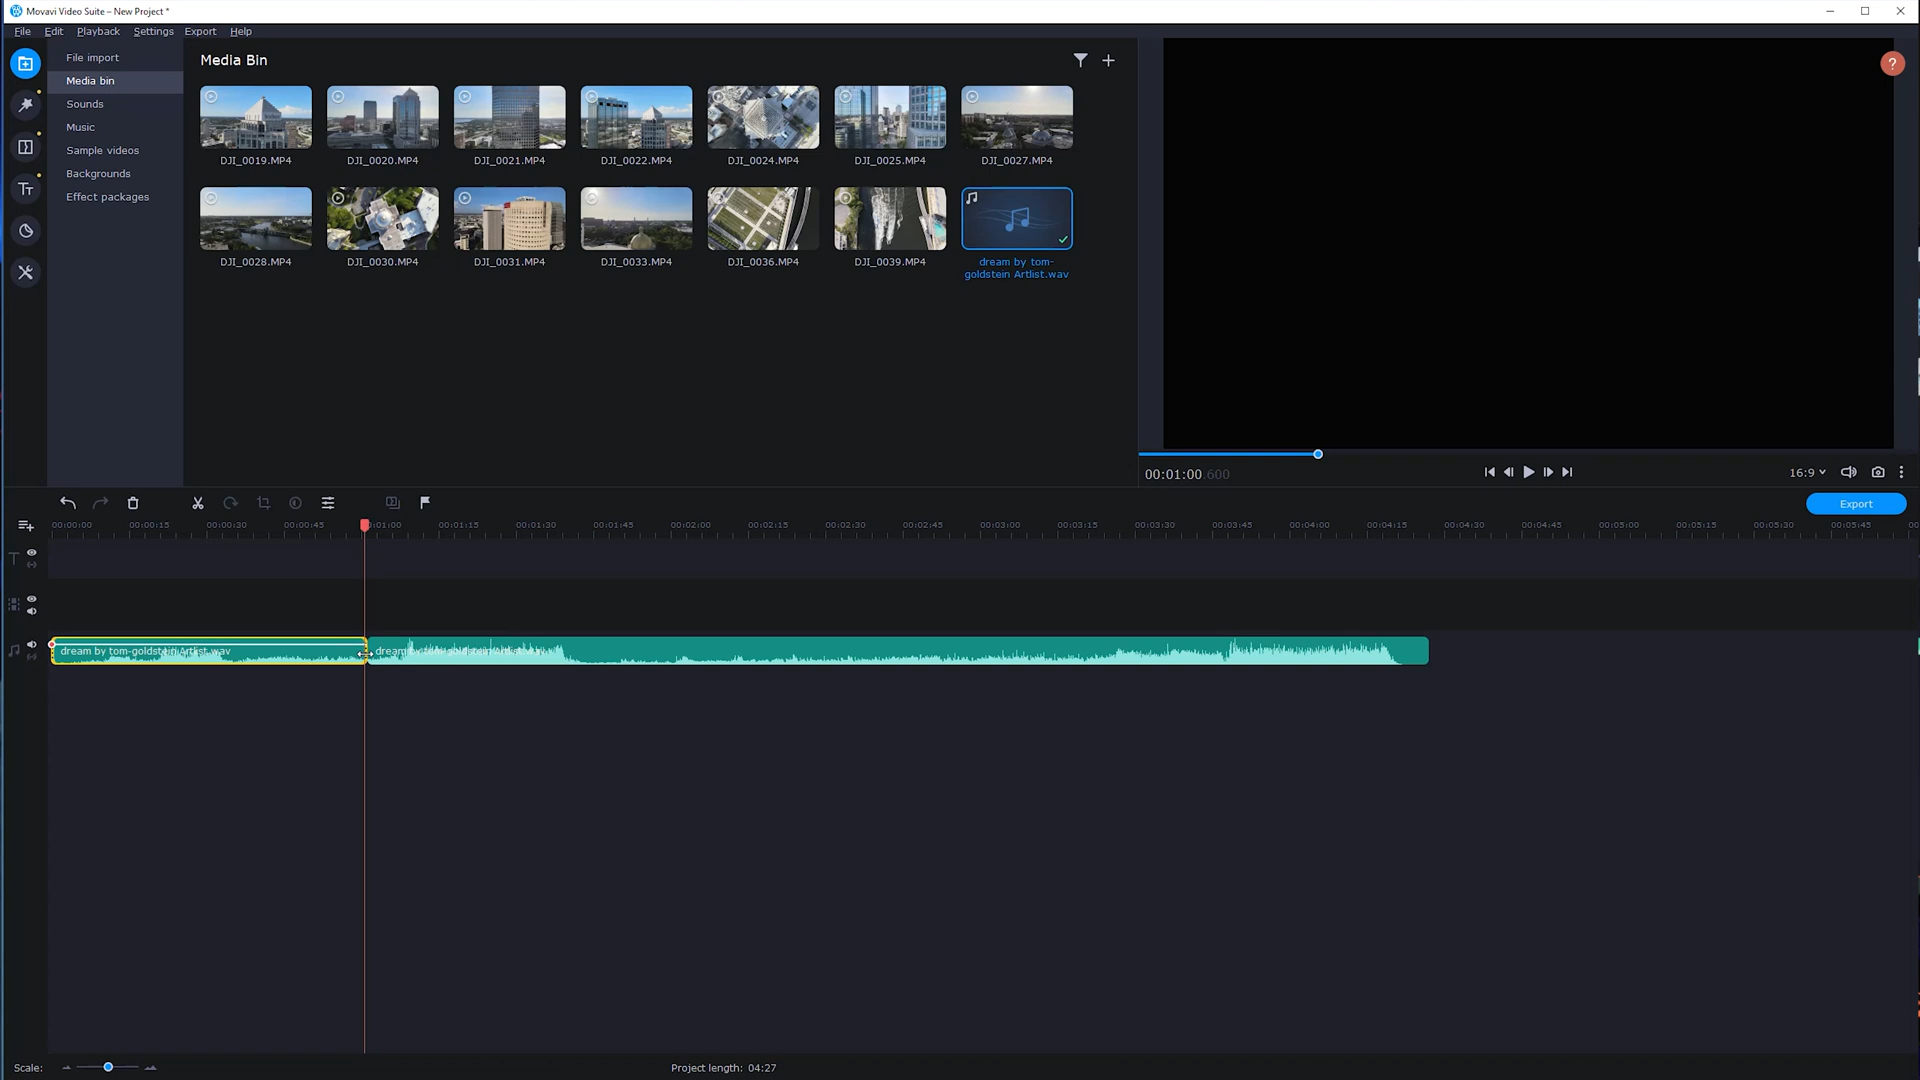 Movavi Video Suite – New Project *
File Edit Playback Settings Export Help
File import
Media bin
Sounds
Music
Sample videos
Backgrounds
Effect packages
Media Bin
DJI_0019.MP4 DJI_0020.MP4 DJI_0021.MP4 DJI_0022.MP4 DJI_0024.MP4 DJI_0025.MP4 DJI_0027.MP4
DJI_0028.MP4 DJI_0030.MP4 DJI_0031.MP4 DJI_0033.MP4 DJI_0036.MP4 DJI_0039.MP4 dream by tom-
goldstein Artlist.wav
?
00:01:00.600
16:9
Export
00:00:00 00:00:15 00:00:30 00:00:45 0:01:00 00:01:15 00:01:30 00:01:45 00:02:00 00:02:15 00:02:30 00:02:45 00:03:00 00:03:15 00:03:30 00:03:45 00:04:00 00:04:15 00:04:30 00:04:45 00:05:00 00:05:15 00:05:30 00:05:45 00
dream by tom-goldstein Artlist.wav dream by tom-goldstein Artlist.wav
Scale: Project length: 04:27